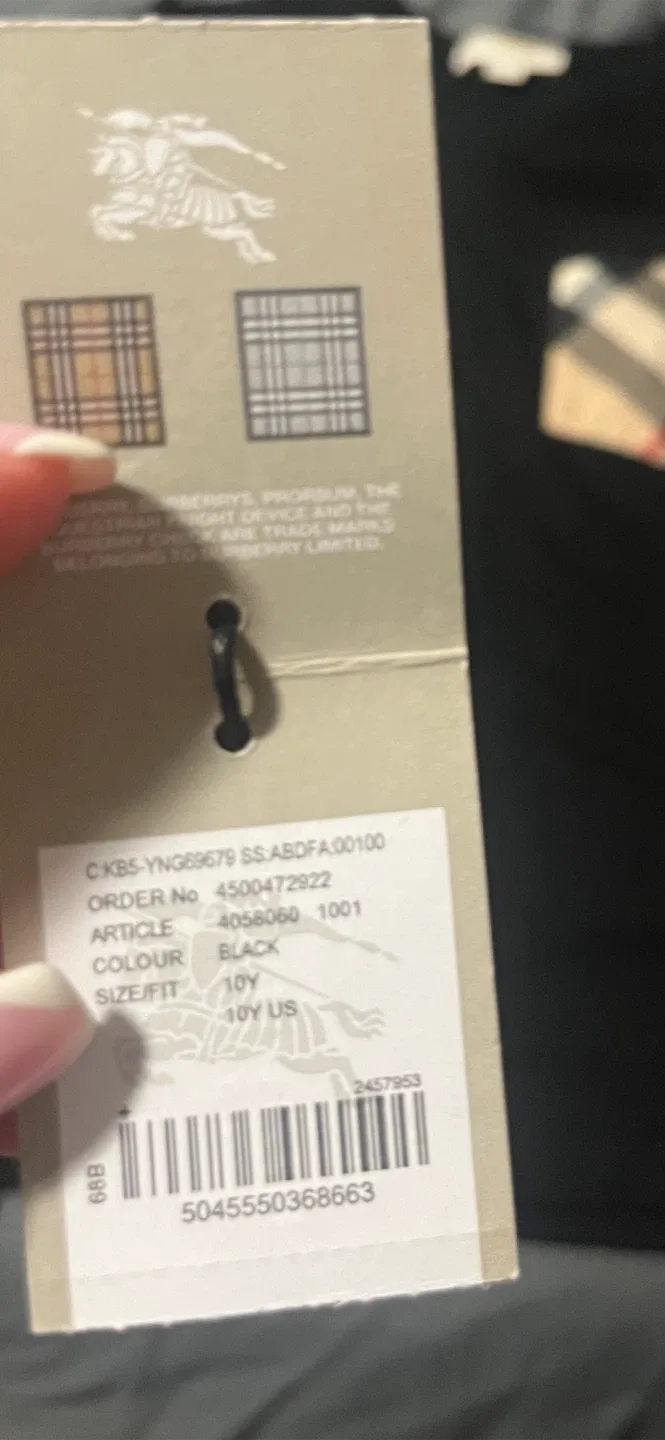 BURBERRYS, PRORSUM, THE
EQUESTRIAN KNIGHT DEVICE AND THE
BURBERRY CHECK ARE TRADE MARKS
BELONGING TO BURBERRY LIMITED.
C:KB5-YNG69679 SS:ABDFA:00100
ORDER No 4500472922
ARTICLE 4058060 1001
COLOUR BLACK
SIZE/FIT 10Y
10Y US
2457953
68B
5045550368663